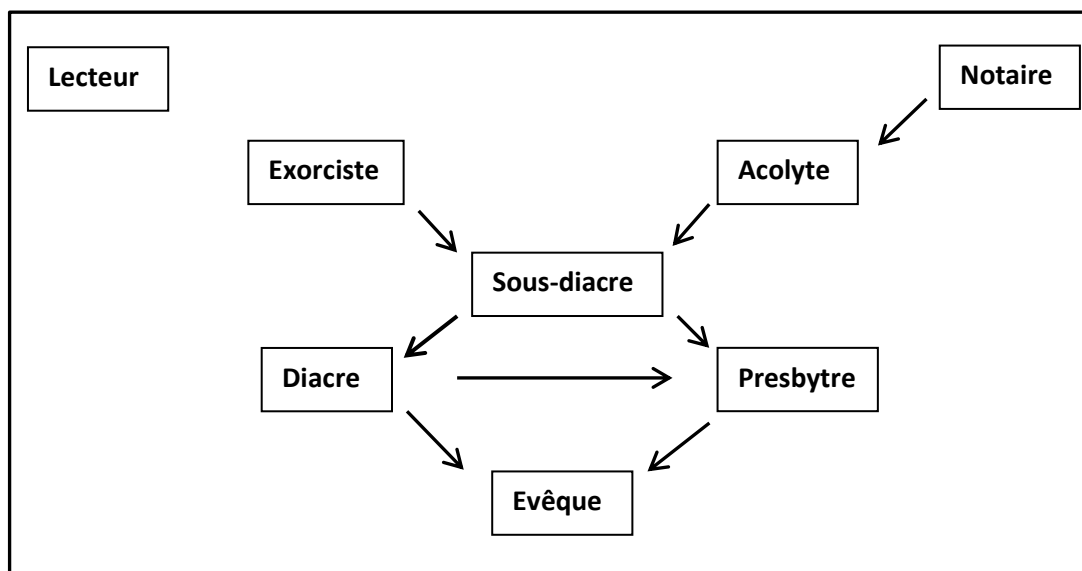 Lecteur
Notaire
Exorciste
Acolyte
Sous-diacre
Diacre
Presbytre
Evêque